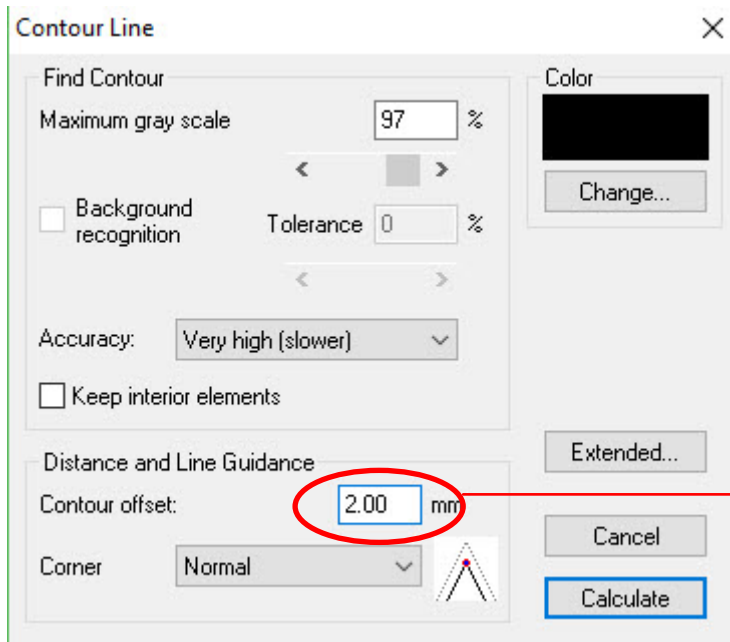 Contour Line
Find Contour
Maximum gray scale 97 %
Background
recognition
Tolerance 0 %
Accuracy: Very high (slower)
Keep interior elements
Color
Change...
Distance and Line Guidance
Contour offset: 2.00 mm
Corner Normal
Extended...
Cancel
Calculate